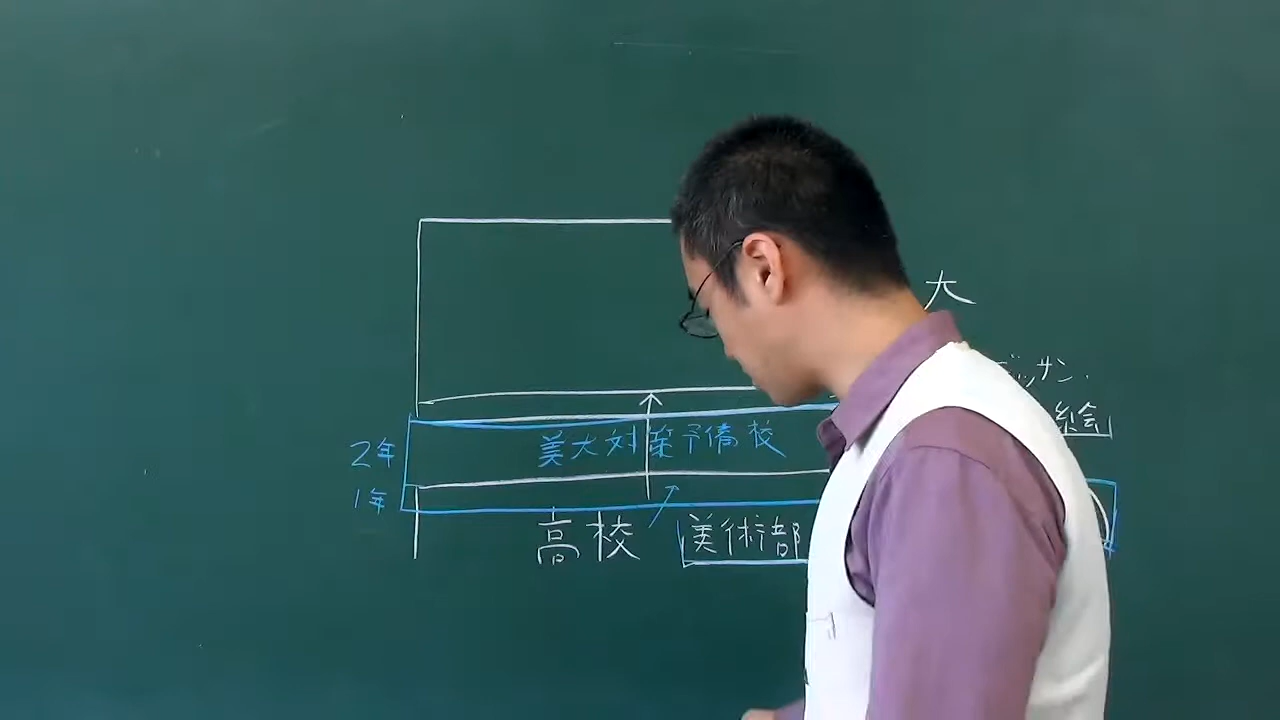 大
デッサン.
絵
2年
美大対策予備校
1年
高校
美術部